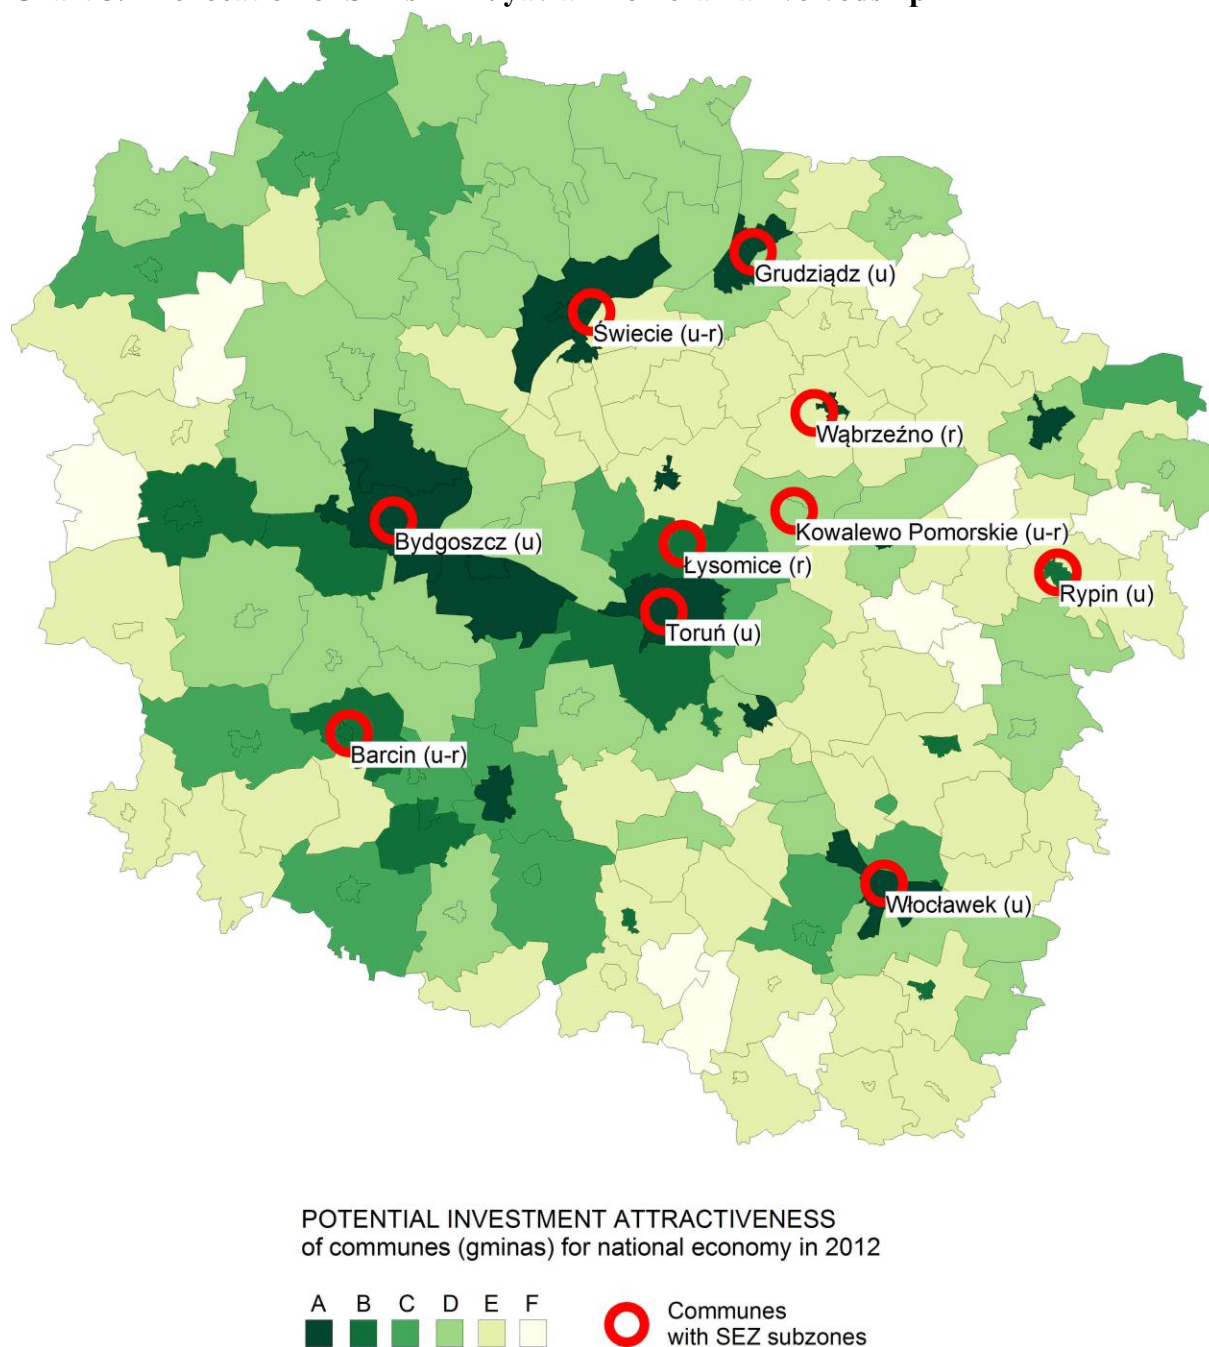 Grudziądz (u)
Świecie (u-r)
Wąbrzeźno (r)
Kowalewo Pomorskie (u-r)
Bydgoszcz (u)
Łysomice (r)
Rypin (u)
Toruń (u)
Barcin (u-r)
Włocławek (u)
POTENTIAL INVESTMENT ATTRACTIVENESS
of communes (gminas) for national economy in 2012
A B C D E F
Communes
with SEZ subzones